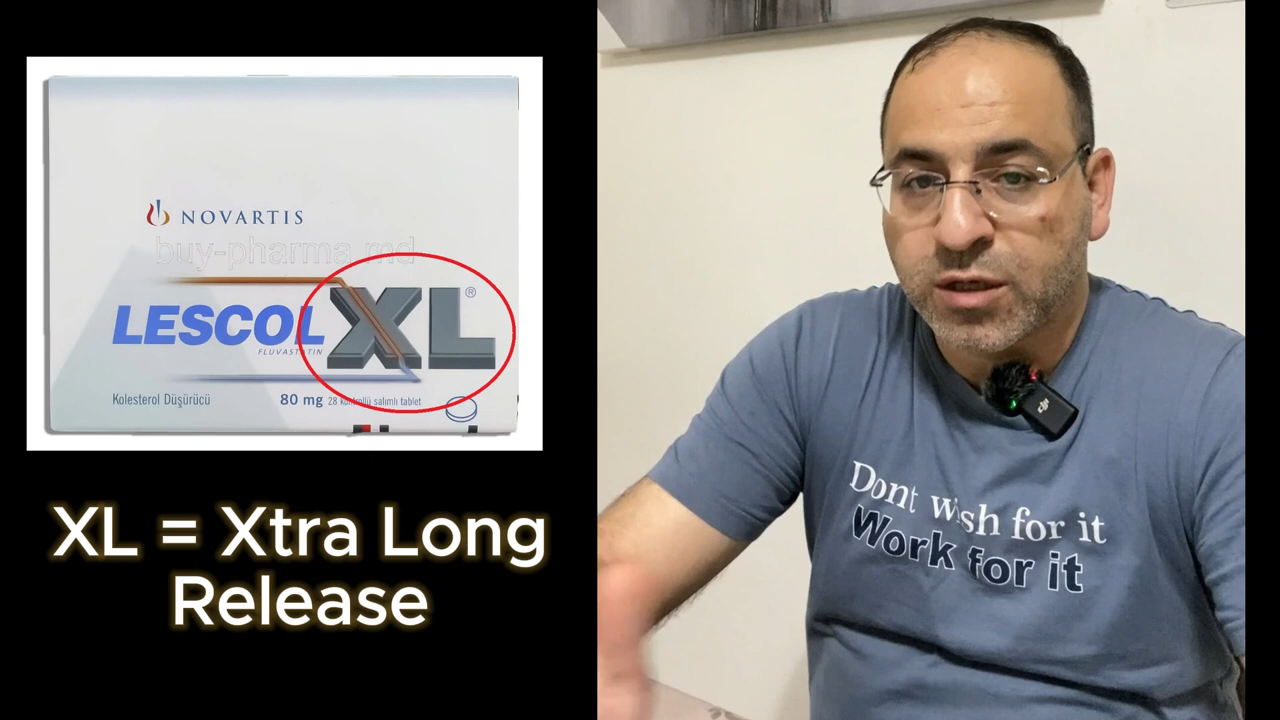 NOVARTIS
buy-pharma.md
LESCOL XL®
FLUVASTATIN
Kolesterol Düşürücü
80 mg 28 kontrollü salımlı tablet
XL = Xtra Long
Release
Dont wish for it
Work for it
dji